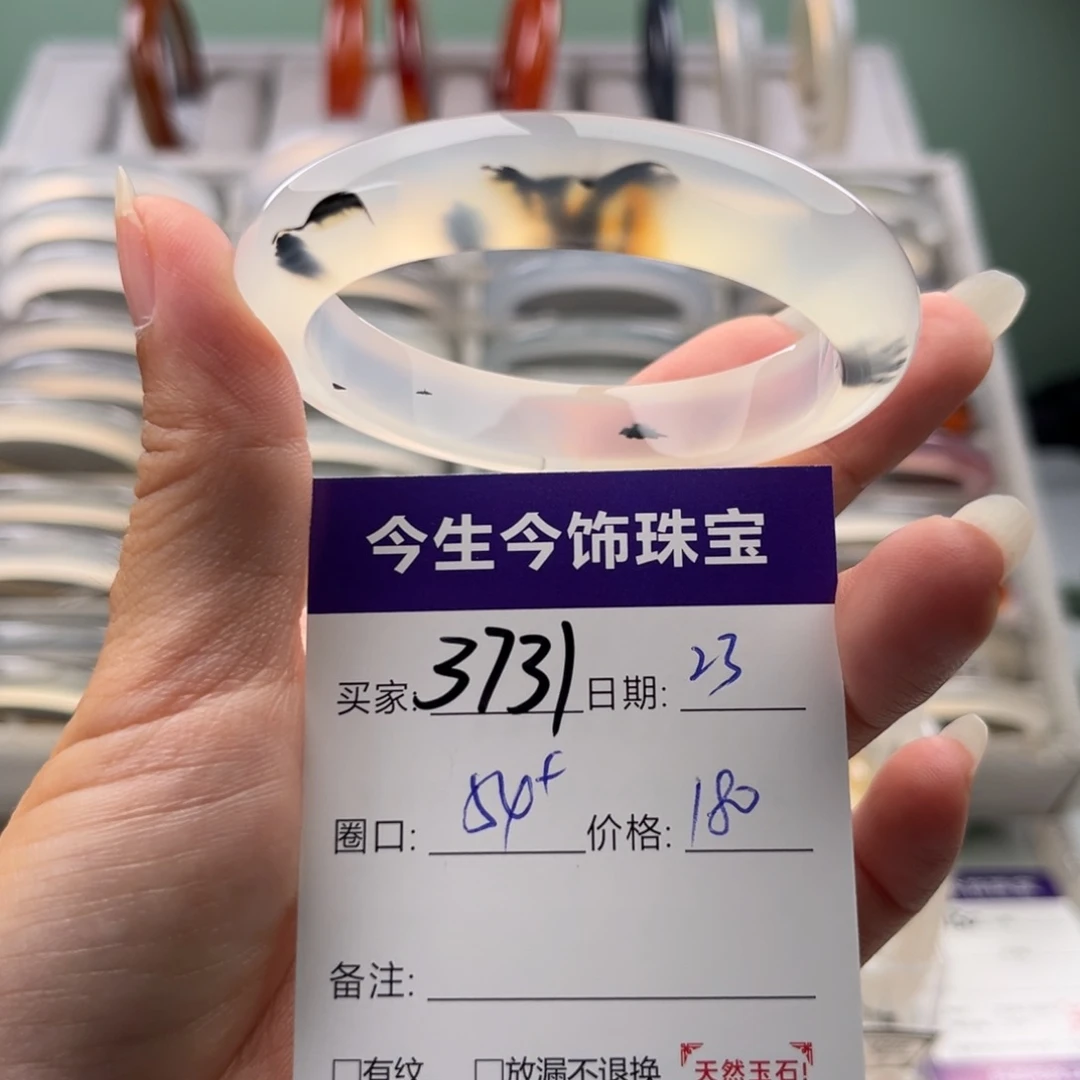 今生今饰珠宝
买家: 3731 日期: 23
圈口: 54+ 价格: 180
备注:
□有纹 □放漏不退换 天然玉石!